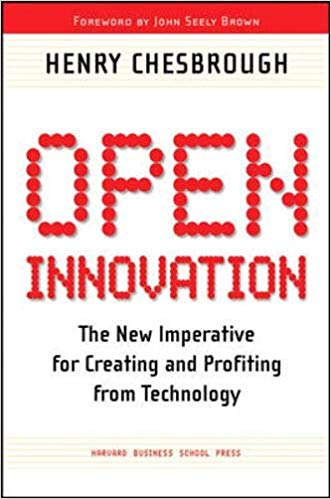 FOREWORD BY JOHN SEELY BROWN
HENRY CHESBROUGH
OPEN
INNOVATION
The New Imperative
for Creating and Profiting
from Technology
HARVARD BUSINESS SCHOOL PRESS